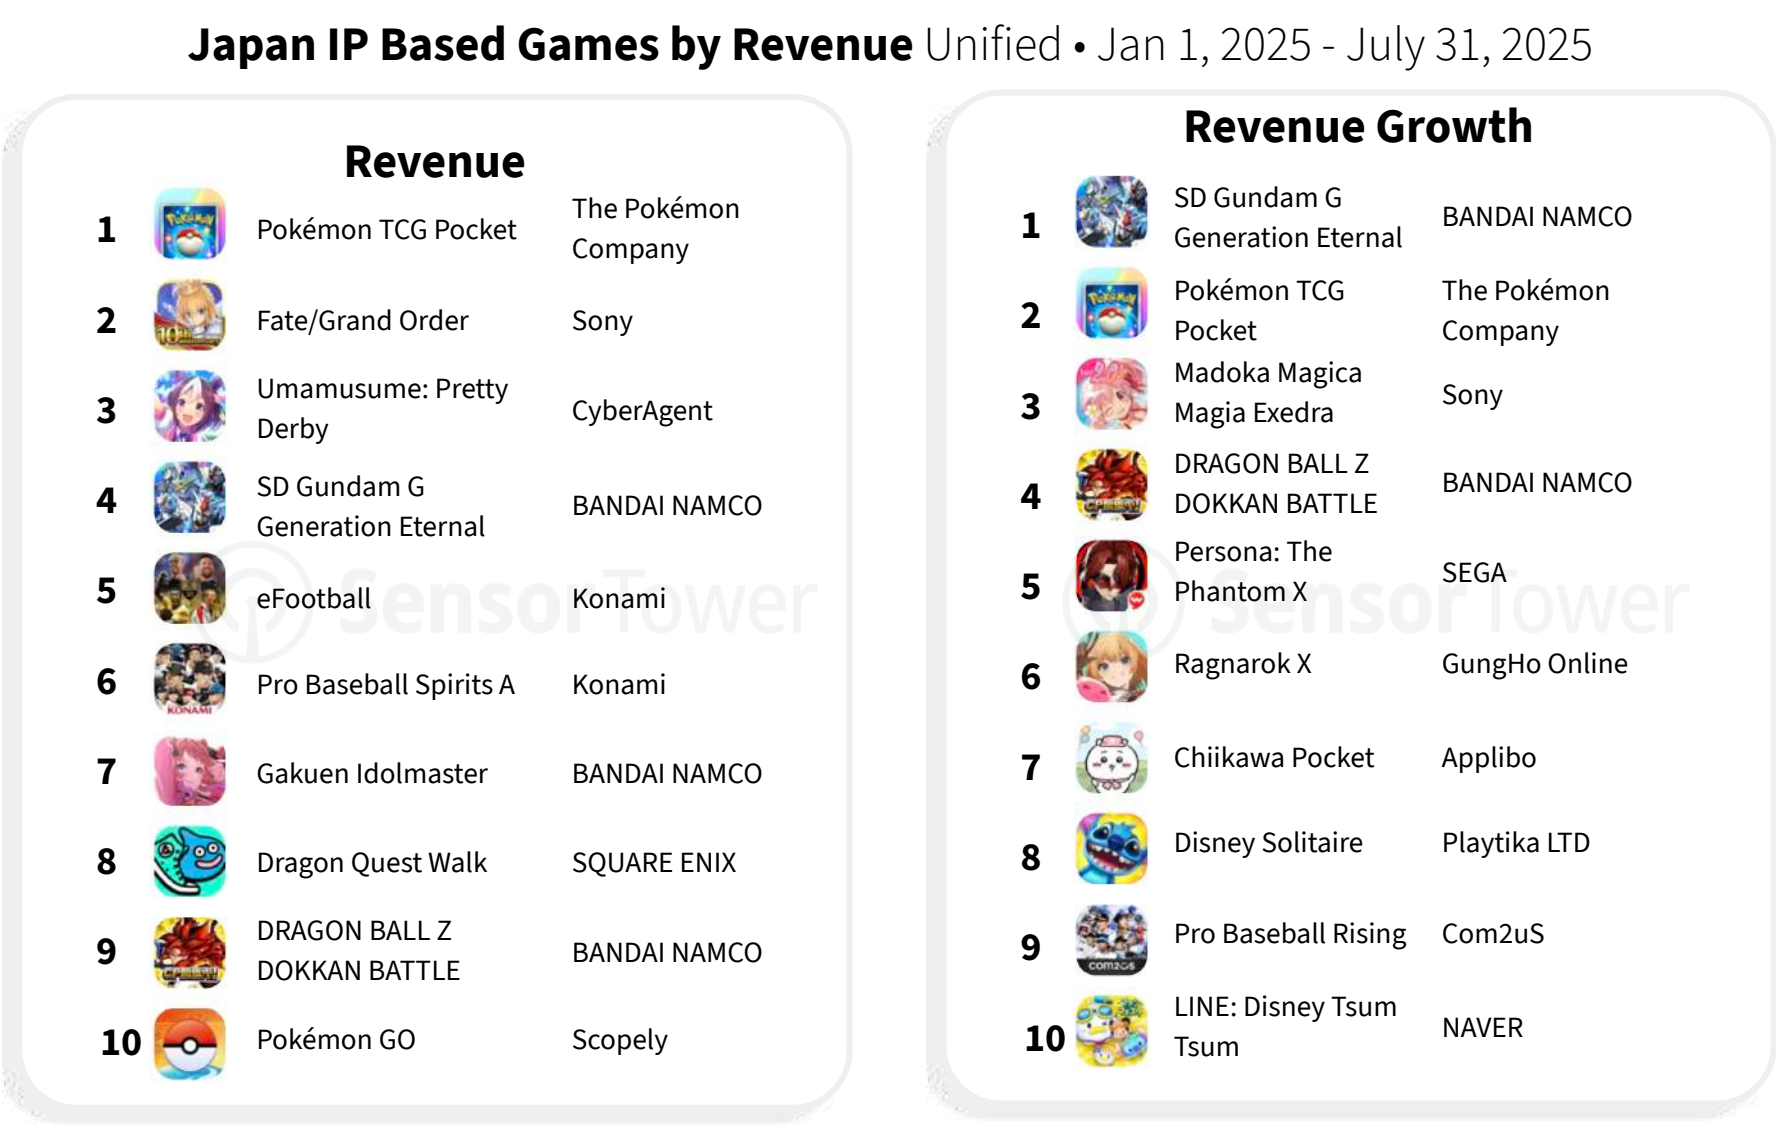 Japan IP Based Games by Revenue Unified • Jan 1, 2025 - July 31, 2025
Revenue
1 Pokémon TCG Pocket The Pokémon
Company
2 Fate/Grand Order Sony
3 Umamusume: Pretty
Derby CyberAgent
4 SD Gundam G
Generation Eternal BANDAI NAMCO
5 eFootball Konami
6 Pro Baseball Spirits A Konami
KONAMI
7 Gakuen Idolmaster BANDAI NAMCO
8 Dragon Quest Walk SQUARE ENIX
9 DRAGON BALL Z
DOKKAN BATTLE BANDAI NAMCO
10 Pokémon GO Scopely
SensorTower
Revenue Growth
1 SD Gundam G
Generation Eternal BANDAI NAMCO
2 Pokémon TCG
Pocket The Pokémon
Company
3 Madoka Magica
Magia Exedra Sony
4 DRAGON BALL Z
DOKKAN BATTLE BANDAI NAMCO
5 Persona: The
Phantom X SEGA
6 Ragnarok X GungHo Online
7 Chiikawa Pocket Applibo
8 Disney Solitaire Playtika LTD
9 Pro Baseball Rising Com2uS
COM2US
10 LINE: Disney Tsum
Tsum NAVER
SensorTower